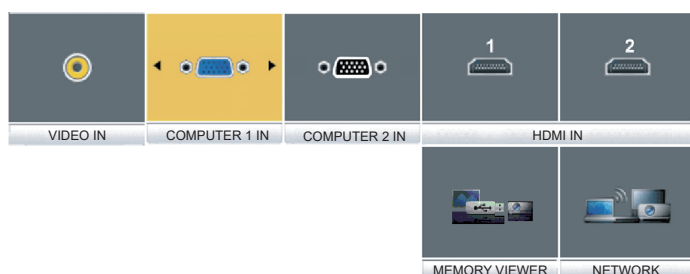 1 2
VIDEO IN COMPUTER 1 IN COMPUTER 2 IN HDMI IN
MEMORY VIEWER NETWORK